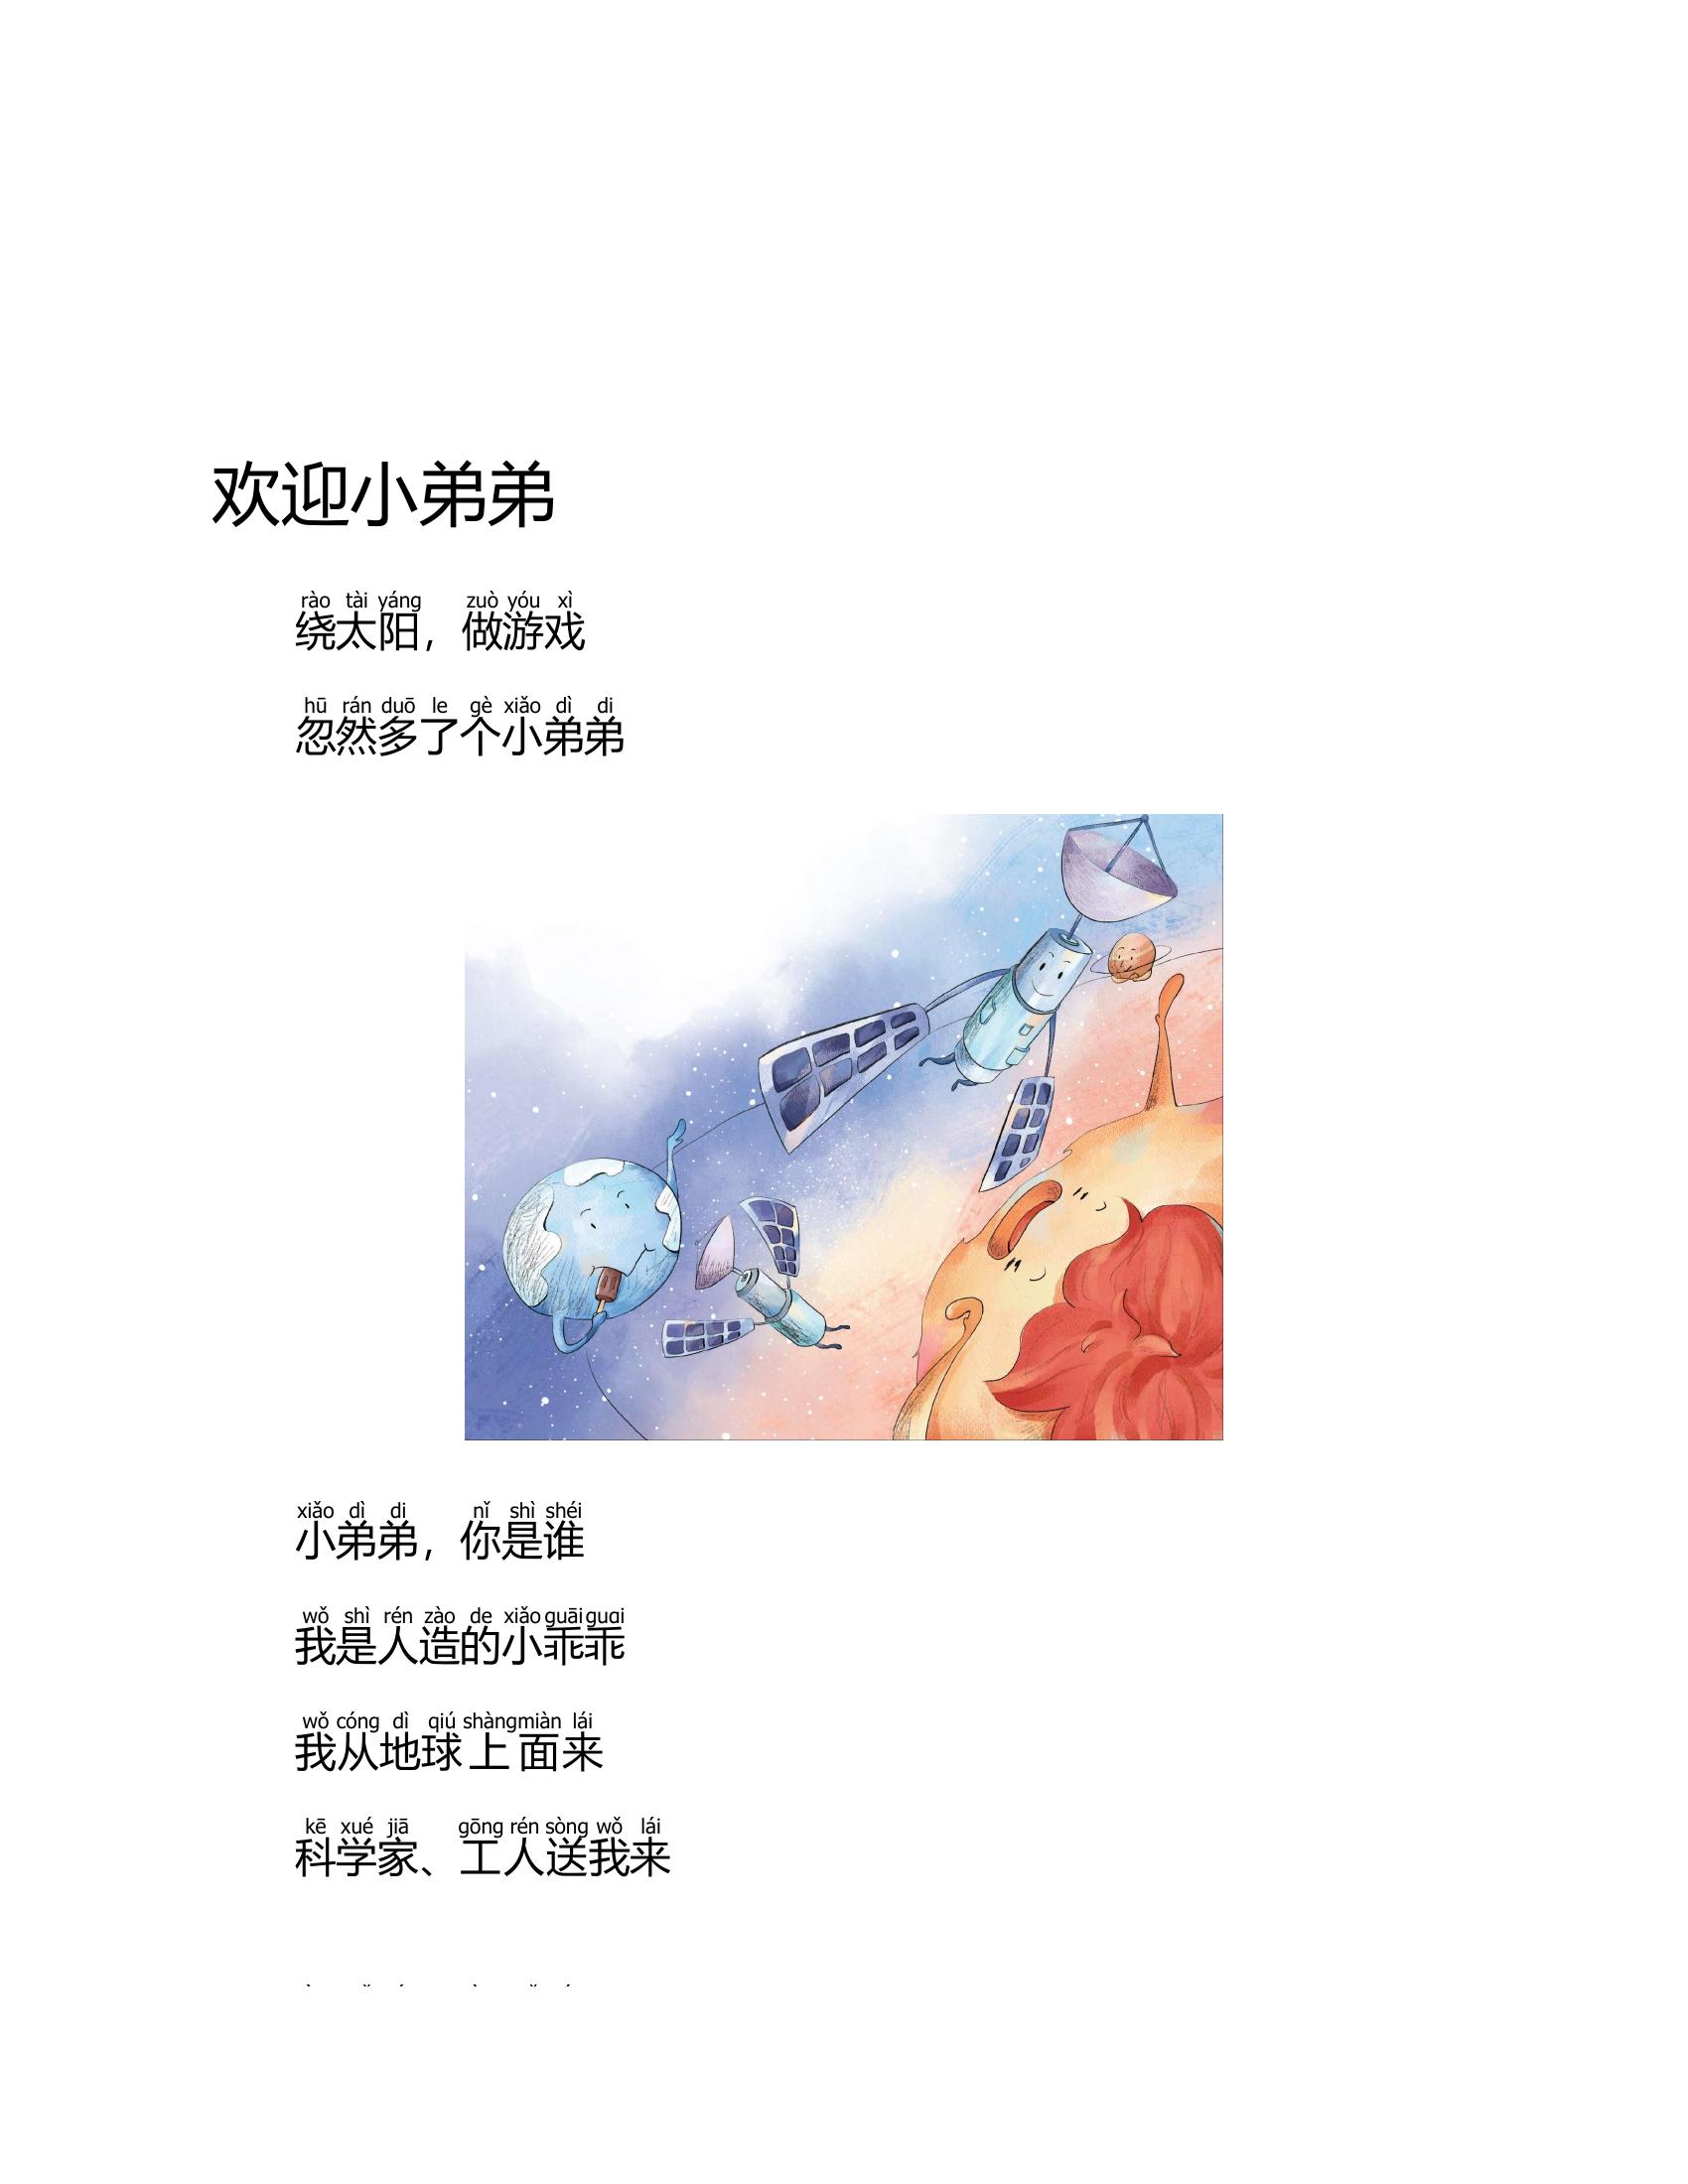 欢迎小弟弟
rào tài yáng zuò yóu xì
绕太阳，做游戏
hū rán duō le gè xiǎo dì di
忽然多了个小弟弟
xiǎo dì di nǐ shì shéi
小弟弟，你是谁
wǒ shì rén zào de xiǎo guāi guai
我是人造的小乖乖
wǒ cóng dì qiú shàng miàn lái
我从地球上面来
kē xué jiā gōng rén sòng wǒ lái
科学家、工人送我来